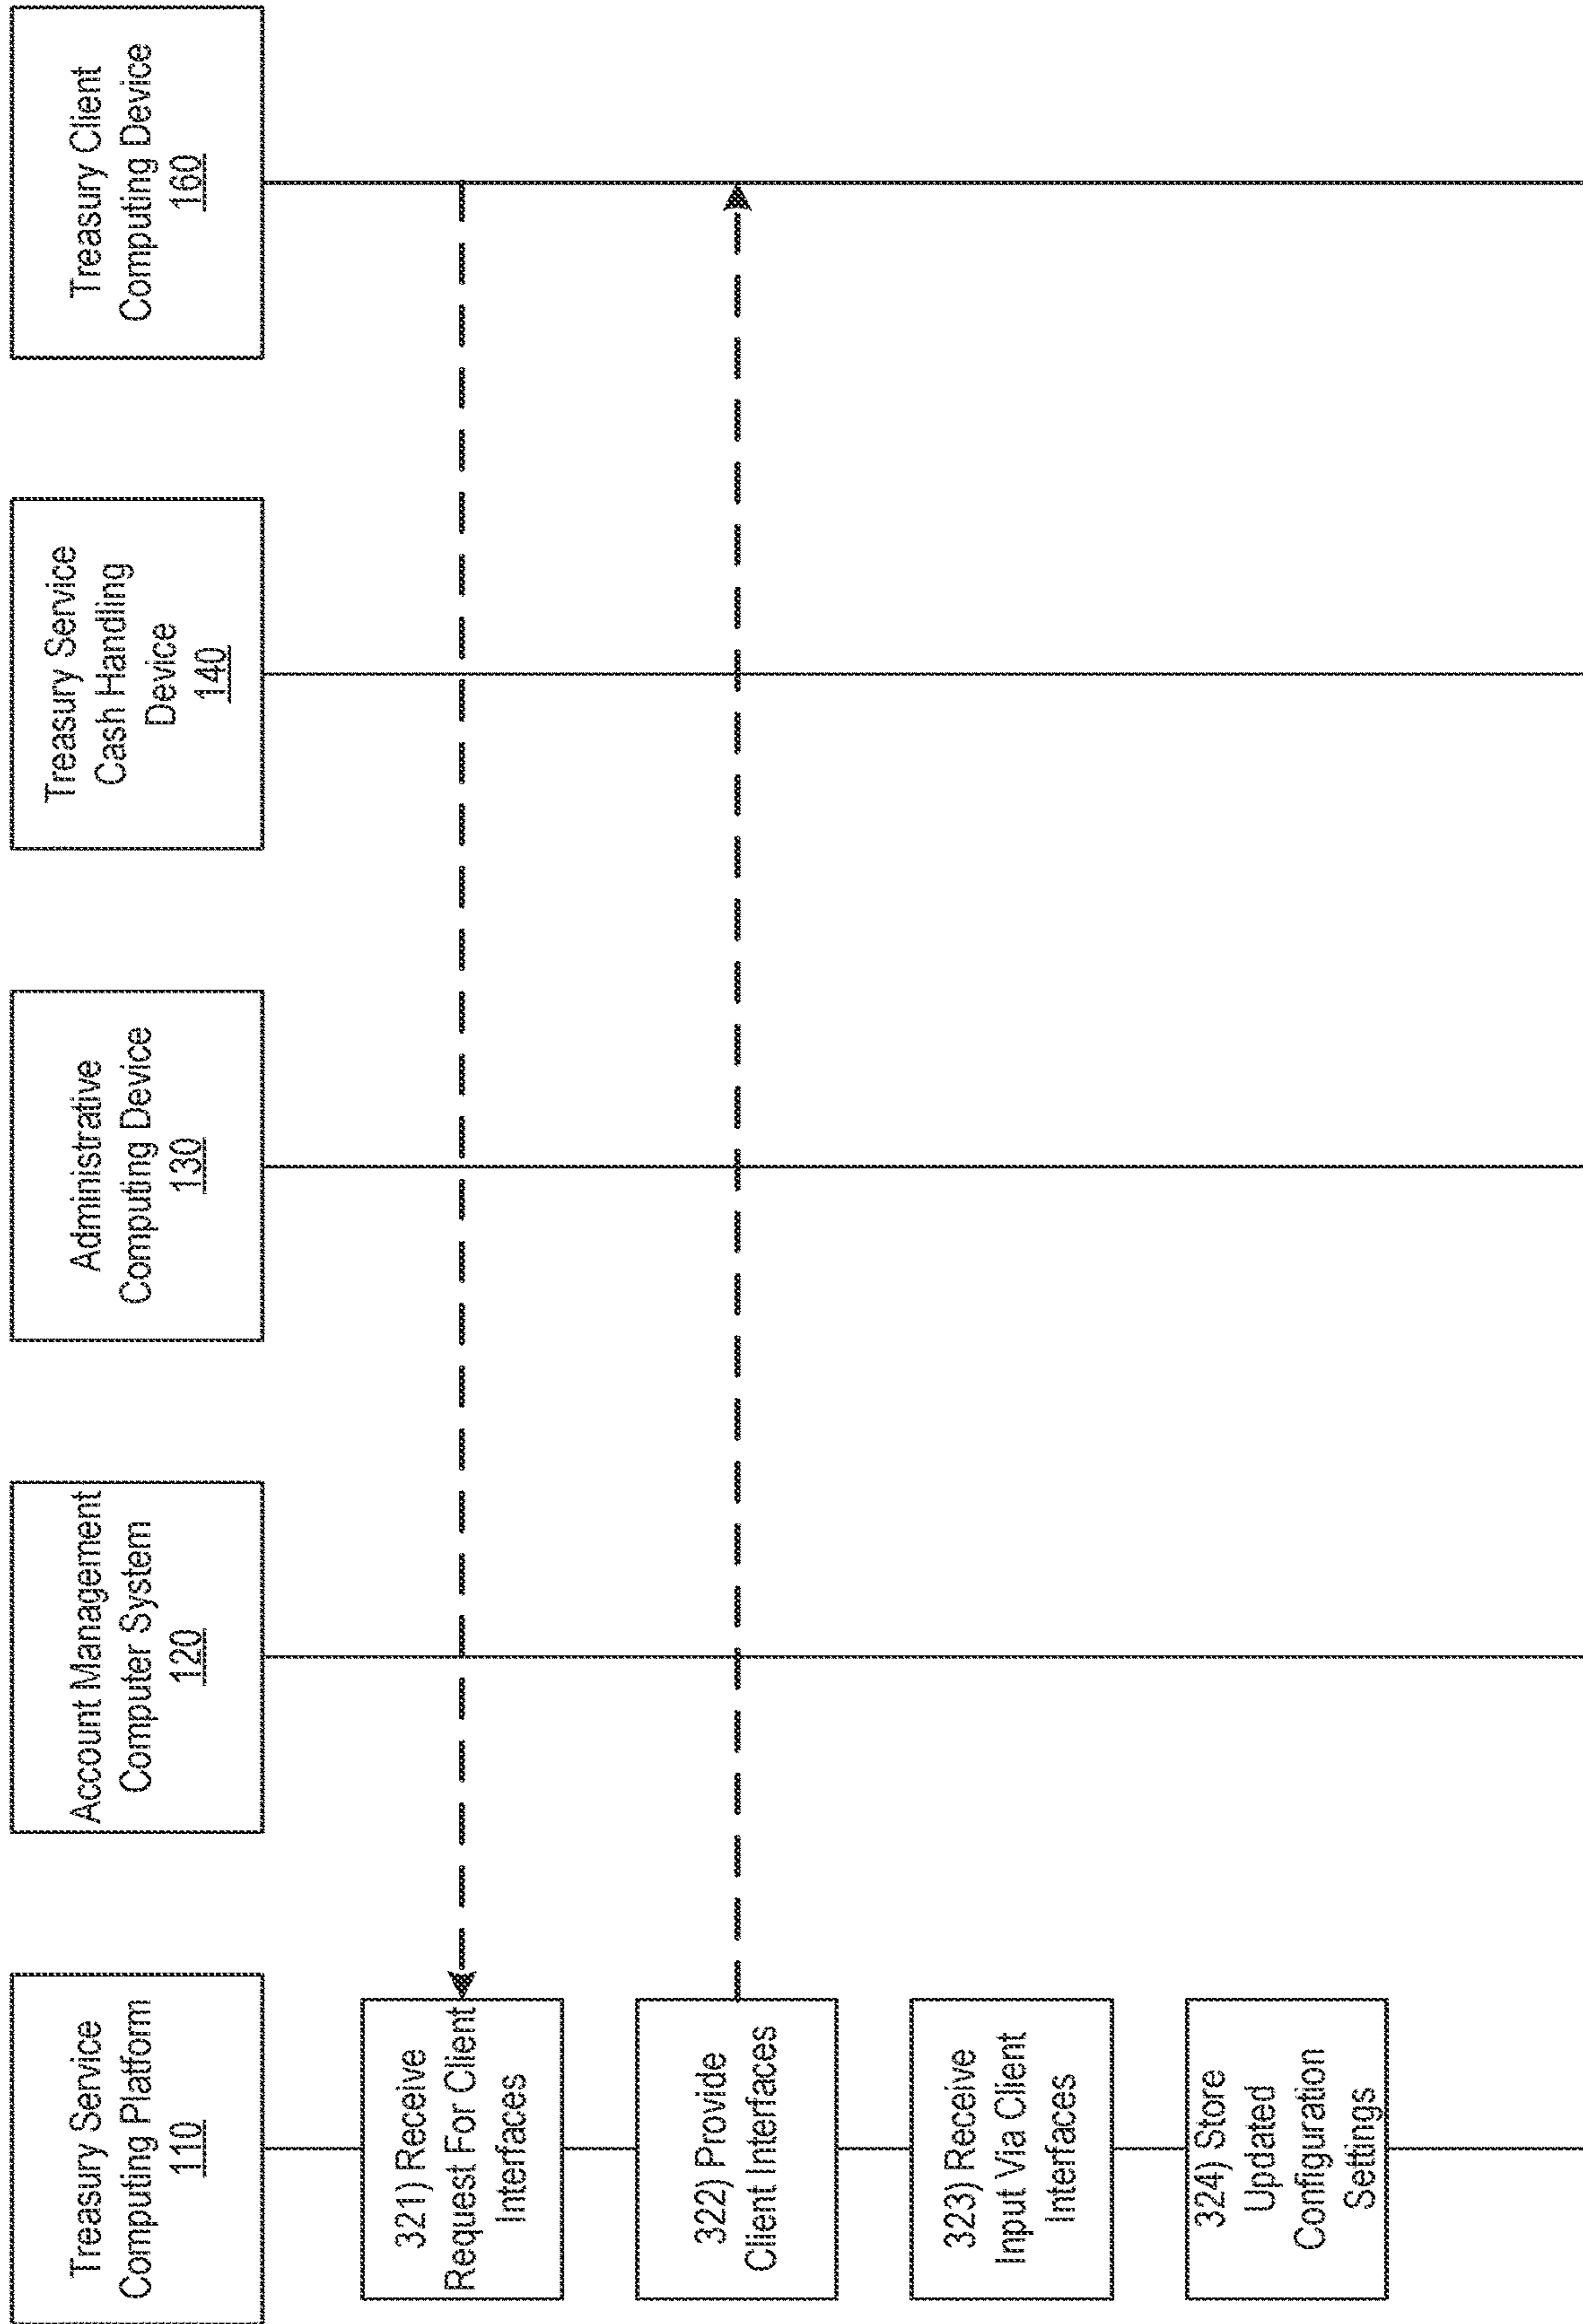 Treasury Service
Computing Platform
110
Account Management
Computer System
120
Administrative
Computing Device
130
Treasury Service
Cash Handling
Device
140
Treasury Client
Computing Device
160
321) Receive
Request For Client
Interfaces
322) Provide
Client Interfaces
323) Receive
Input Via Client
Interfaces
324) Store
Updated
Configuration
Settings